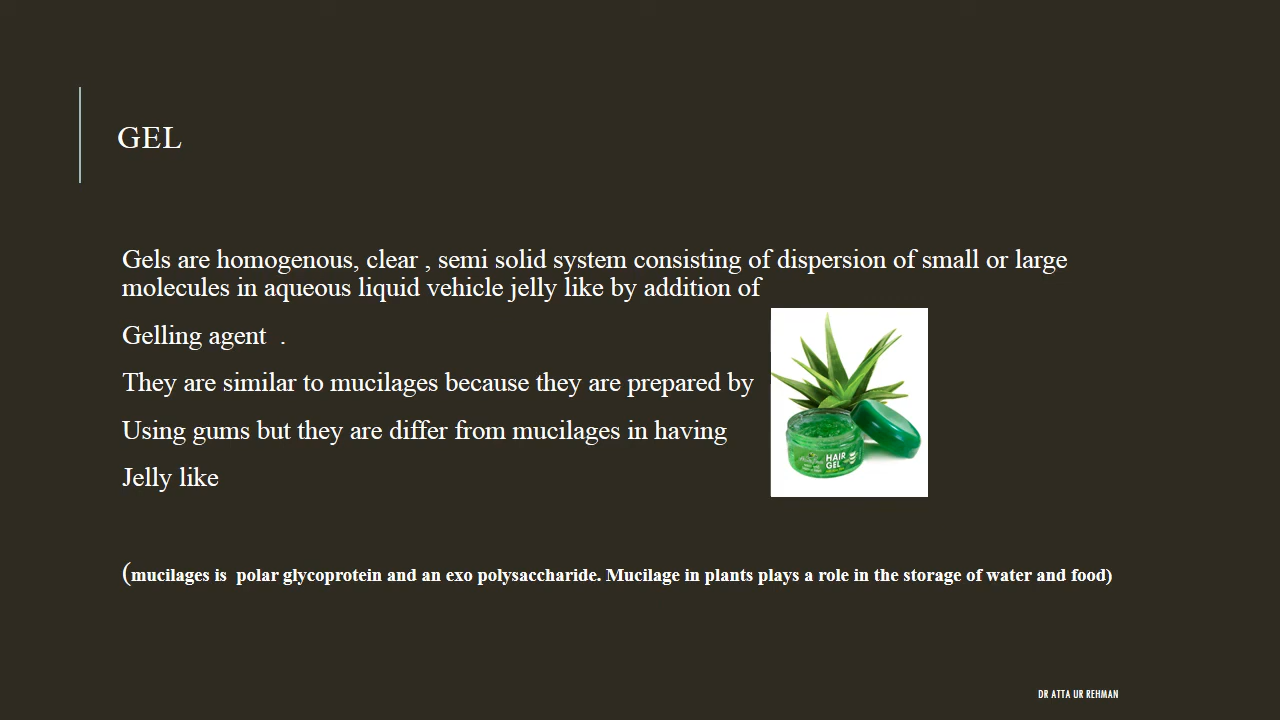 GEL
Gels are homogenous, clear , semi solid system consisting of dispersion of small or large
molecules in aqueous liquid vehicle jelly like by addition of
Gelling agent .
They are similar to mucilages because they are prepared by
Using gums but they are differ from mucilages in having
Jelly like
HAIR
GEL
(mucilages is polar glycoprotein and an exo polysaccharide. Mucilage in plants plays a role in the storage of water and food)
DR ATTA UR REHMAN